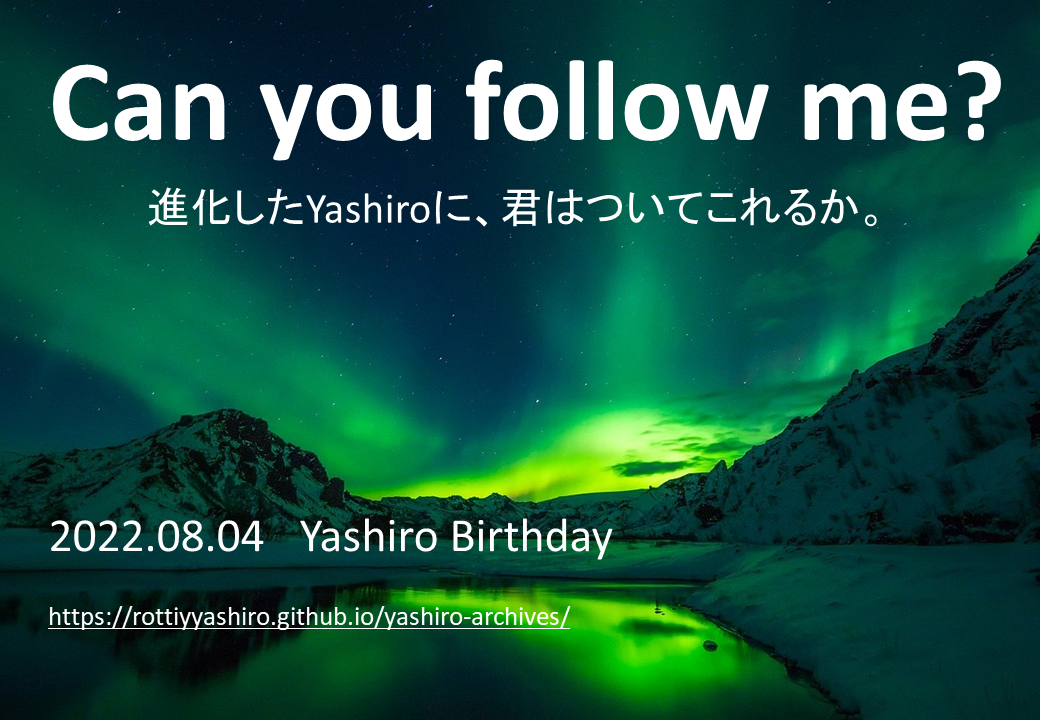 Can you follow me?
進化したYashiroに、君はついてこれるか。
2022.08.04 Yashiro Birthday
https://rottiyyashiro.github.io/yashiro-archives/